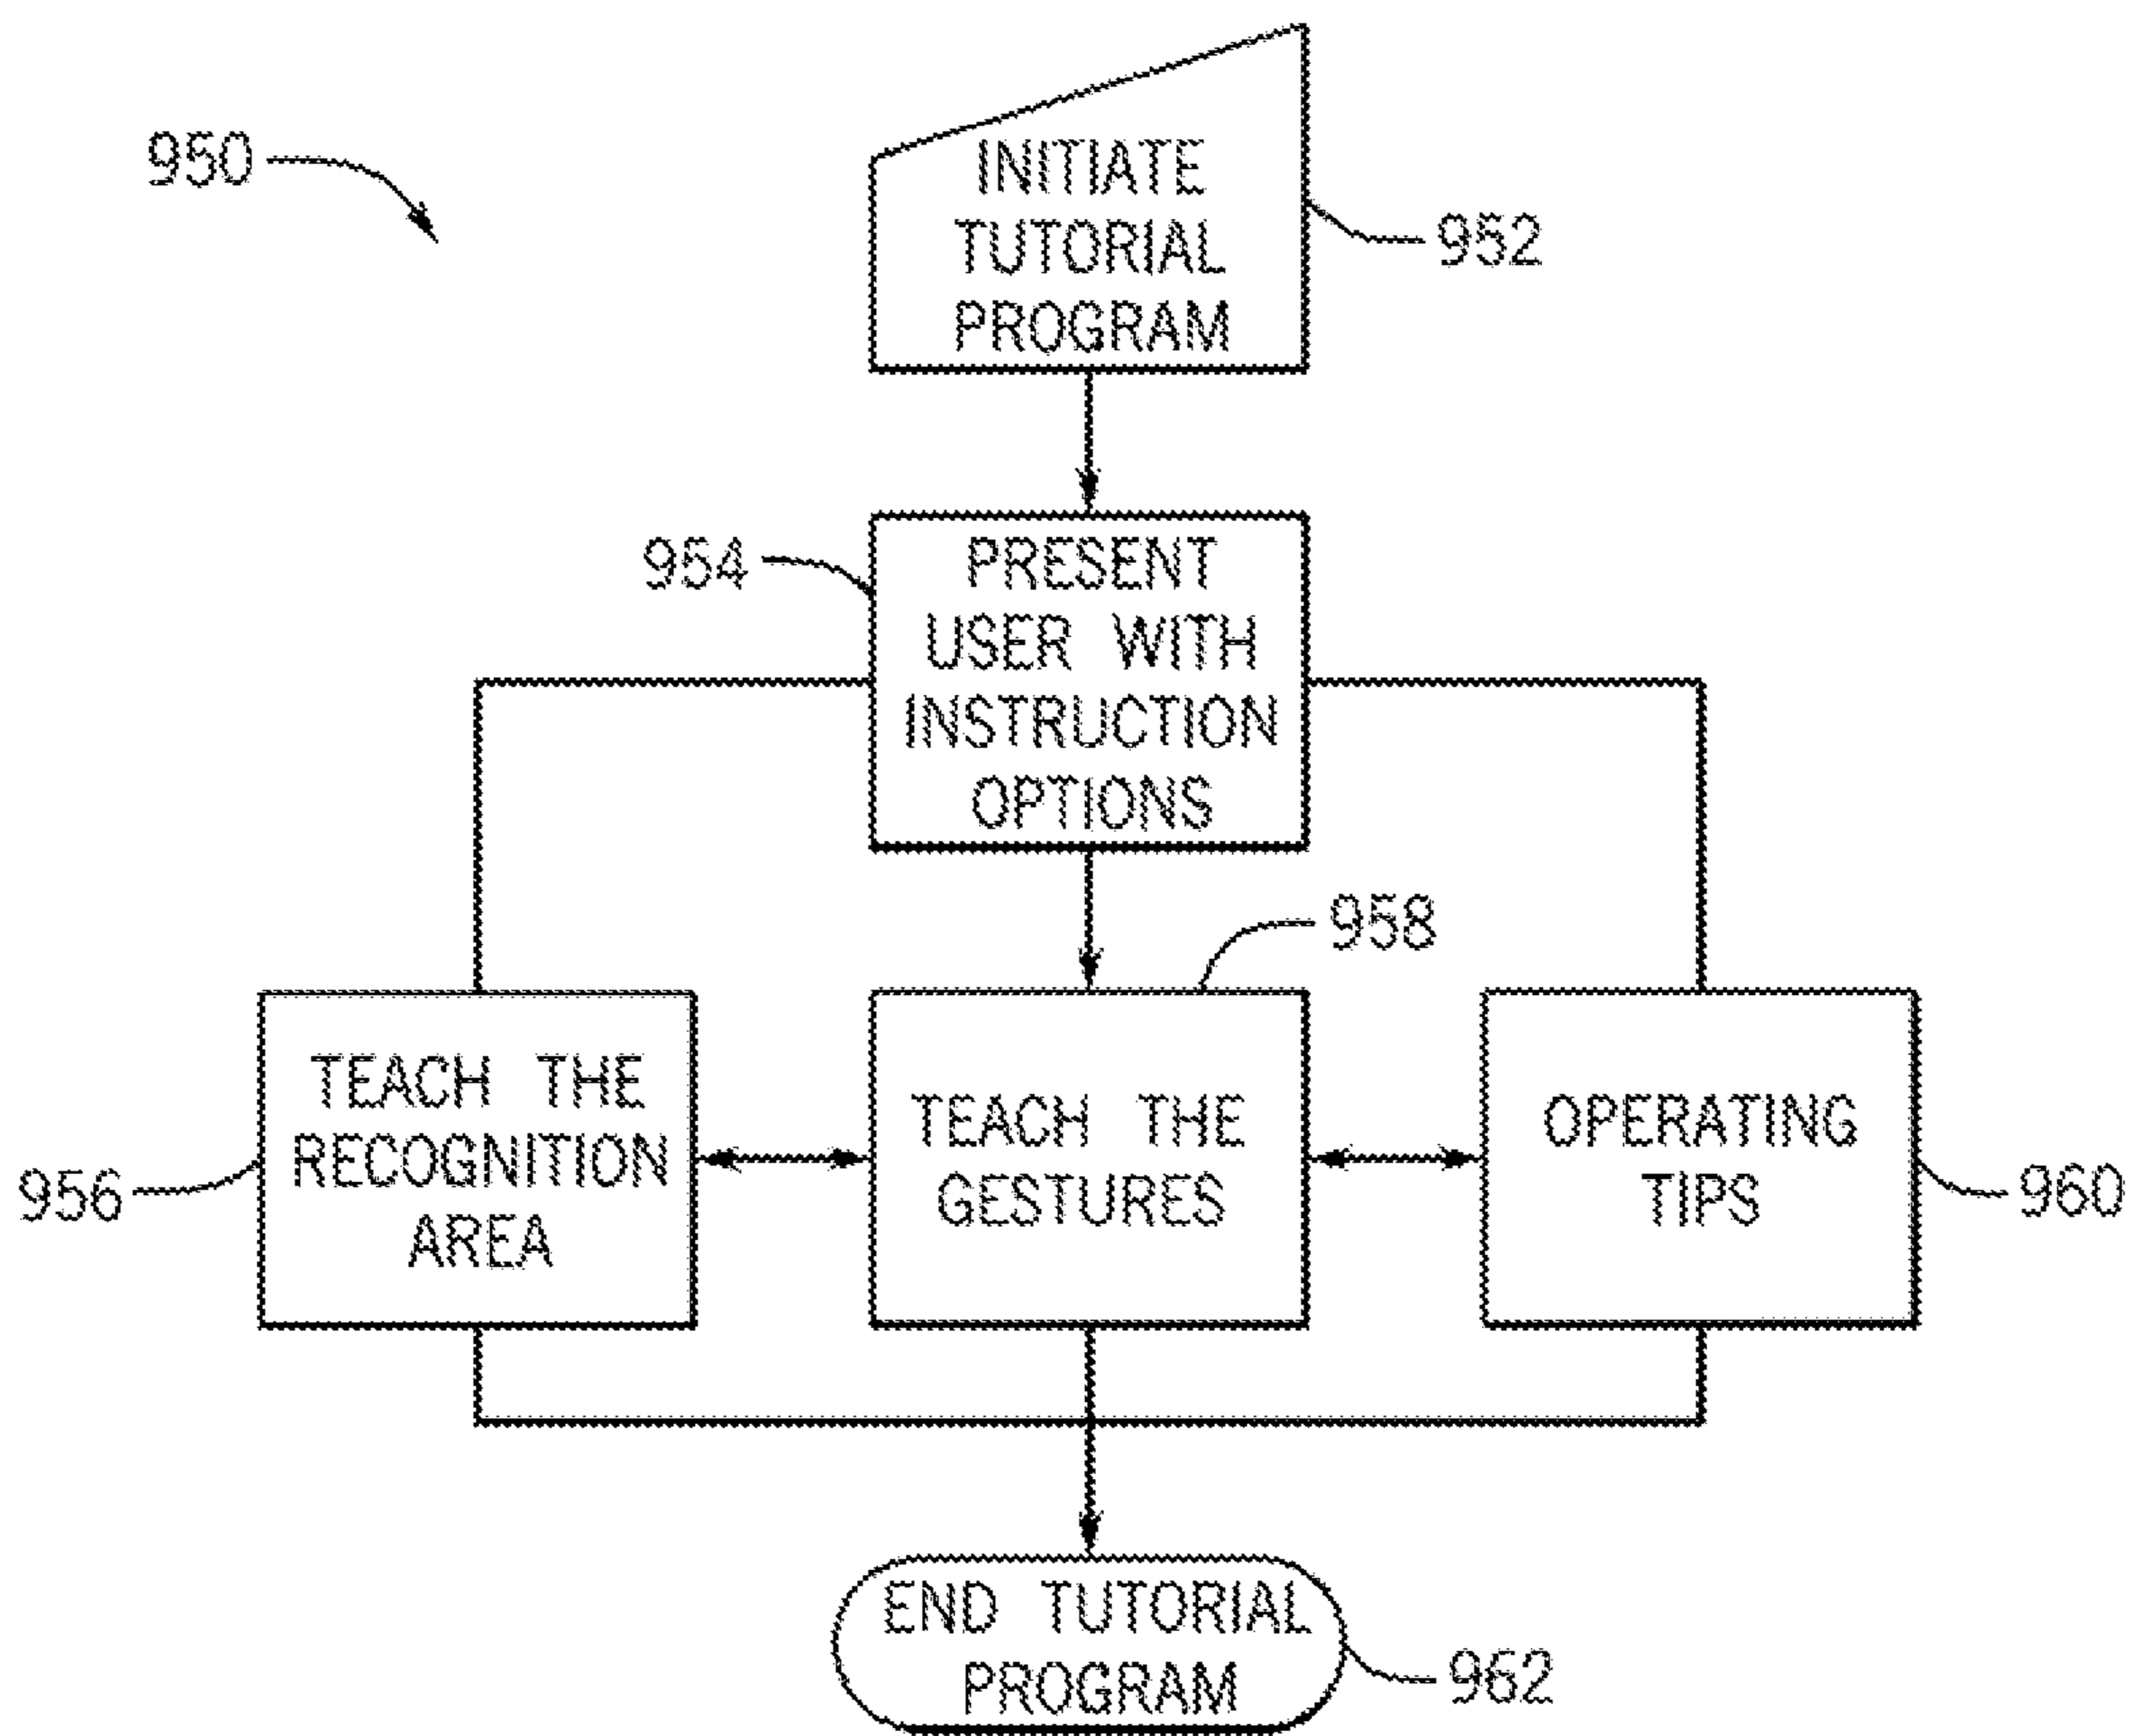 950
INITIATE
TUTORIAL
PROGRAM
952
954
PRESENT
USER WITH
INSTRUCTION
OPTIONS
958
956
TEACH THE
RECOGNITION
AREA
TEACH THE
GESTURES
OPERATING
TIPS
960
END TUTORIAL
PROGRAM
962